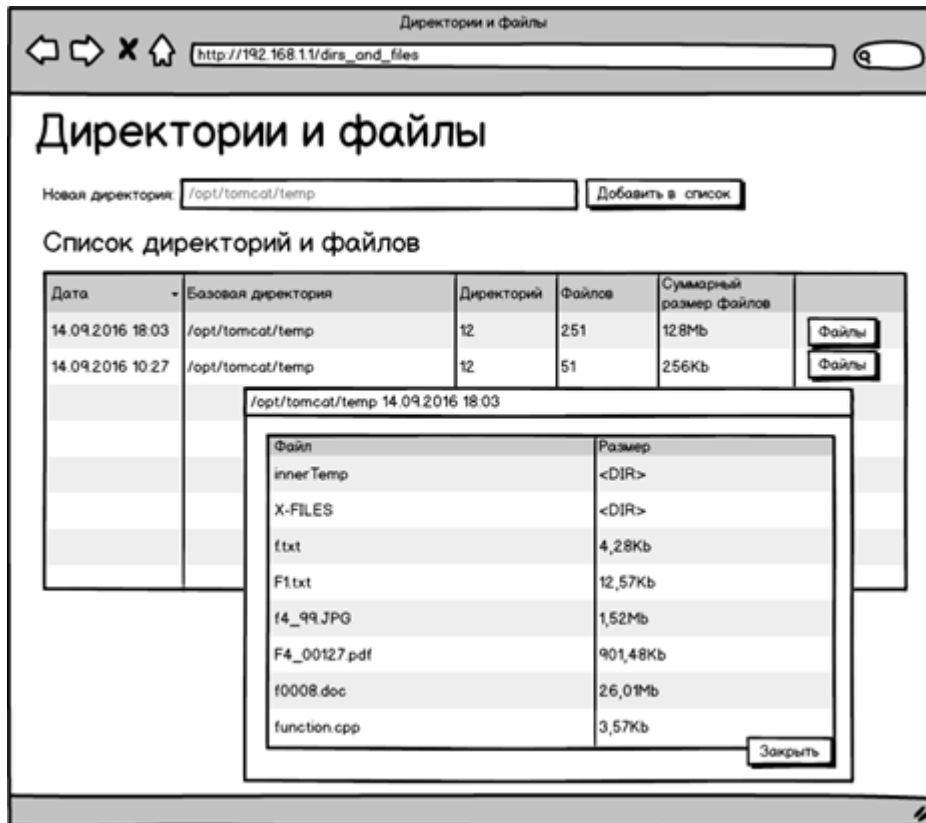 Директории и файлы
http://192.168.1.1/dirs_and_files
Директории и файлы
Новая директория: /opt/tomcat/temp Добавить в список
Список директорий и файлов
Дата Базовая директория Директорий Файлов Суммарный размер файлов
14.09.2016 18:03 /opt/tomcat/temp 12 251 128Mb Файлы
14.09.2016 10:27 /opt/tomcat/temp 12 51 256Kb Файлы
/opt/tomcat/temp 14.09.2016 18:03
Файл Размер
innerTemp <DIR>
X-FILES <DIR>
f.txt 4,28Kb
F1.txt 12,57Kb
f4_99.JPG 1,52Mb
F4_00127.pdf 901,48Kb
f0008.doc 26,01Mb
function.cpp 3,57Kb
Закрыть